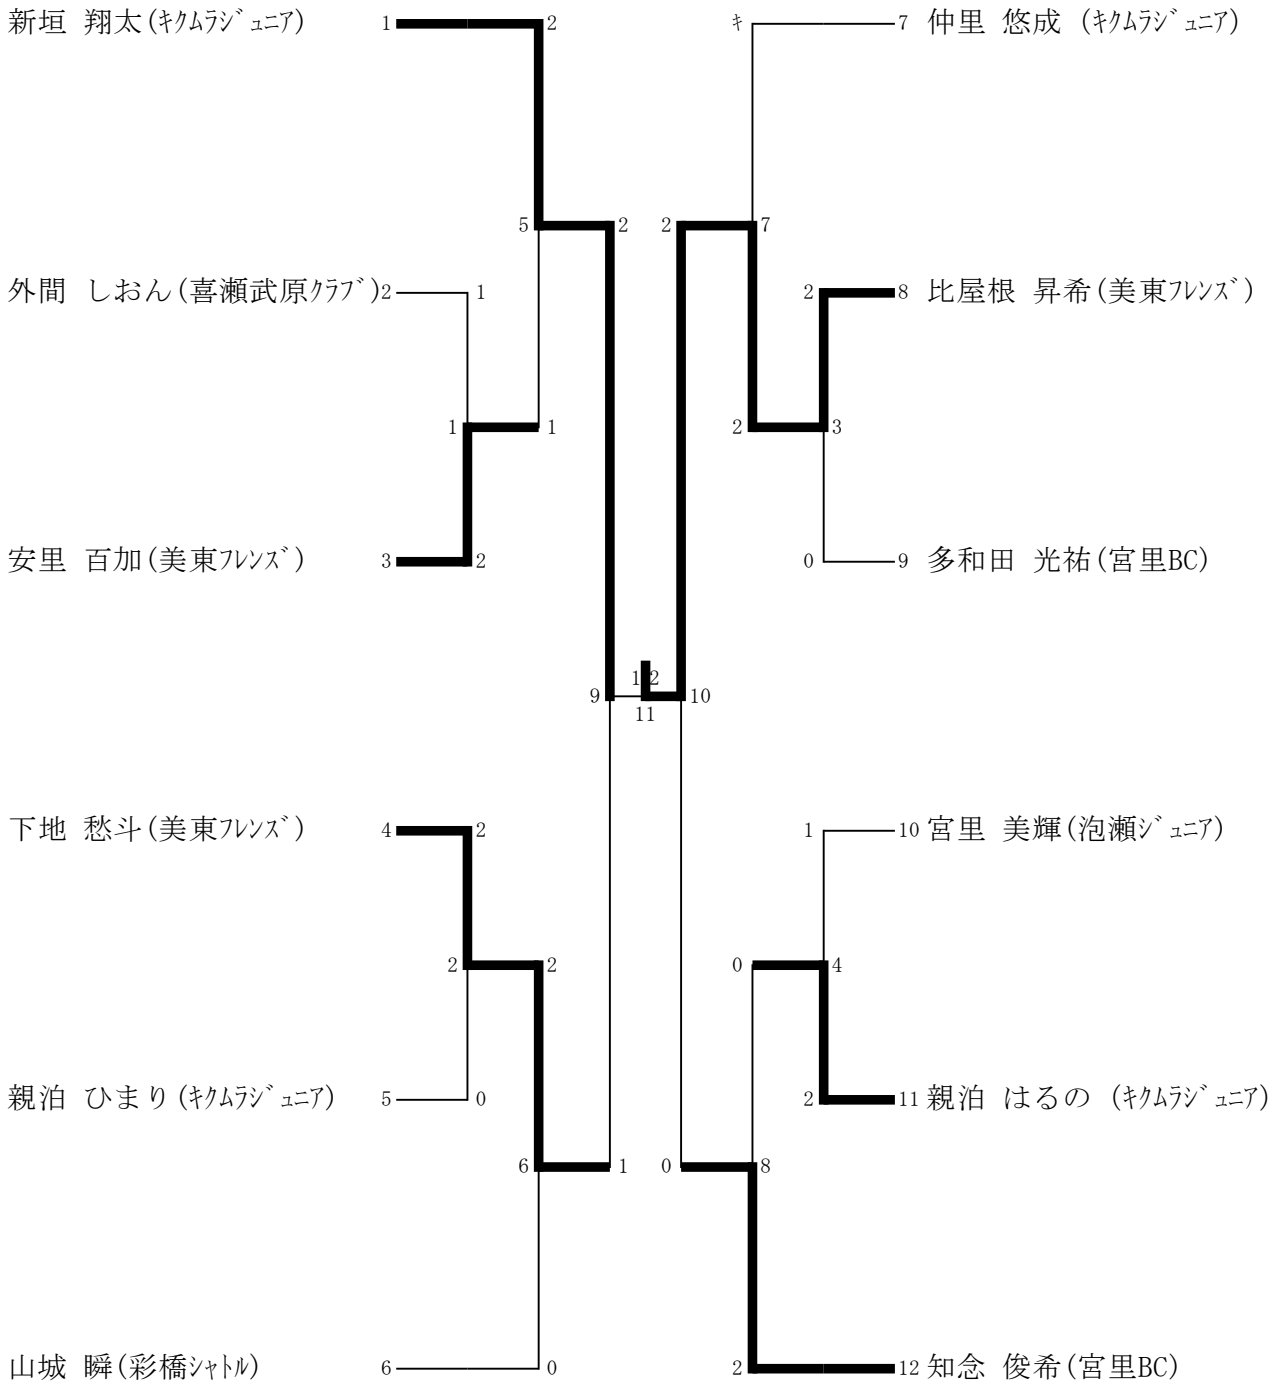 新垣 翔太(ｷｸﾑﾗｼﾞｭﾆｱ) 1 2 ｷ 7 仲里 悠成 (ｷｸﾑﾗｼﾞｭﾆｱ)
5 2 2 7
外間 しおん(喜瀬武原ｸﾗﾌﾞ) 2 1 2 8 比屋根 昇希(美東ﾌﾚﾝｽﾞ)
1 1 2 3
安里 百加(美東ﾌﾚﾝｽﾞ) 3 2 0 9 多和田 光祐(宮里BC)
1 2
9 10
11
下地 愁斗(美東ﾌﾚﾝｽﾞ) 4 2 1 10 宮里 美輝(泡瀬ｼﾞｭﾆｱ)
2 2 0 4
親泊 ひまり(ｷｸﾑﾗｼﾞｭﾆｱ) 5 0 2 11 親泊 はるの (ｷｸﾑﾗｼﾞｭﾆｱ)
6 1 0 8
山城 瞬(彩橋ｼｬﾄﾙ) 6 0 2 12 知念 俊希(宮里BC)